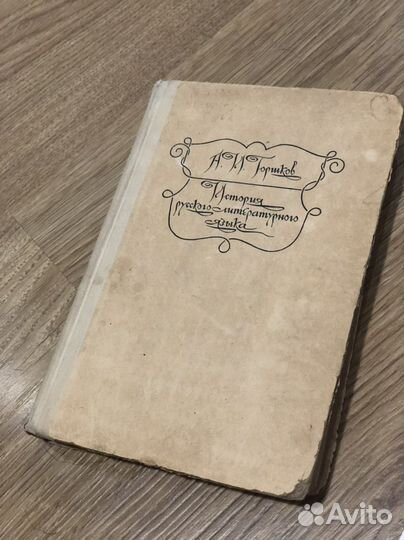 А. И. Горшков
История
русского литературного
языка
Avito